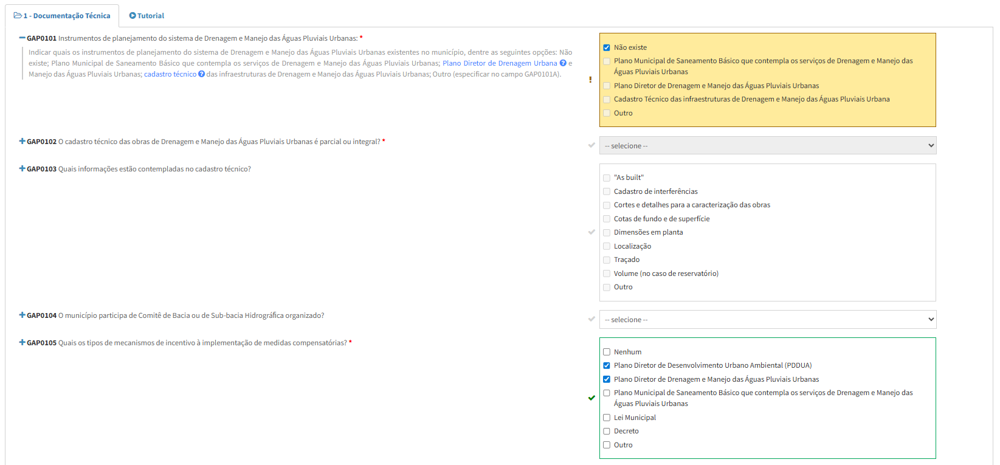 1 - Documentação Técnica
Tutorial
GAP0101 Instrumentos de planejamento do sistema de Drenagem e Manejo das Águas Pluviais Urbanas: *
Indicar quais os instrumentos de planejamento do sistema de Drenagem e Manejo das Águas Pluviais Urbanas existentes no município, dentre as seguintes opções: Não
existe; Plano Municipal de Saneamento Básico que contempla os serviços de Drenagem e Manejo das Águas Pluviais Urbanas; Plano Diretor de Drenagem Urbana e
Manejo das Águas Pluviais Urbanas; cadastro técnico das infraestruturas de Drenagem e Manejo das Águas Pluviais Urbanas; Outro (especificar no campo GAP0101A).
Não existe
Plano Municipal de Saneamento Básico que contempla os serviços de Drenagem e Manejo das
Águas Pluviais Urbanas
Plano Diretor de Drenagem e Manejo das Águas Pluviais Urbanas
Cadastro Técnico das infraestruturas de Drenagem e Manejo das Águas Pluviais Urbana
Outro
GAP0102 O cadastro técnico das obras de Drenagem e Manejo das Águas Pluviais Urbanas é parcial ou integral? *
-- selecione --
GAP0103 Quais informações estão contempladas no cadastro técnico?
"As built"
Cadastro de interferências
Cortes e detalhes para a caracterização das obras
Cotas de fundo e de superfície
Dimensões em planta
Localização
Traçado
Volume (no caso de reservatório)
Outro
GAP0104 O município participa de Comitê de Bacia ou de Sub-bacia Hidrográfica organizado?
-- selecione --
GAP0105 Quais os tipos de mecanismos de incentivo à implementação de medidas compensatórias? *
Nenhum
Plano Diretor de Desenvolvimento Urbano Ambiental (PDDUA)
Plano Diretor de Drenagem e Manejo das Águas Pluviais Urbanas
Plano Municipal de Saneamento Básico que contempla os serviços de Drenagem e Manejo das
Águas Pluviais Urbanas
Lei Municipal
Decreto
Outro